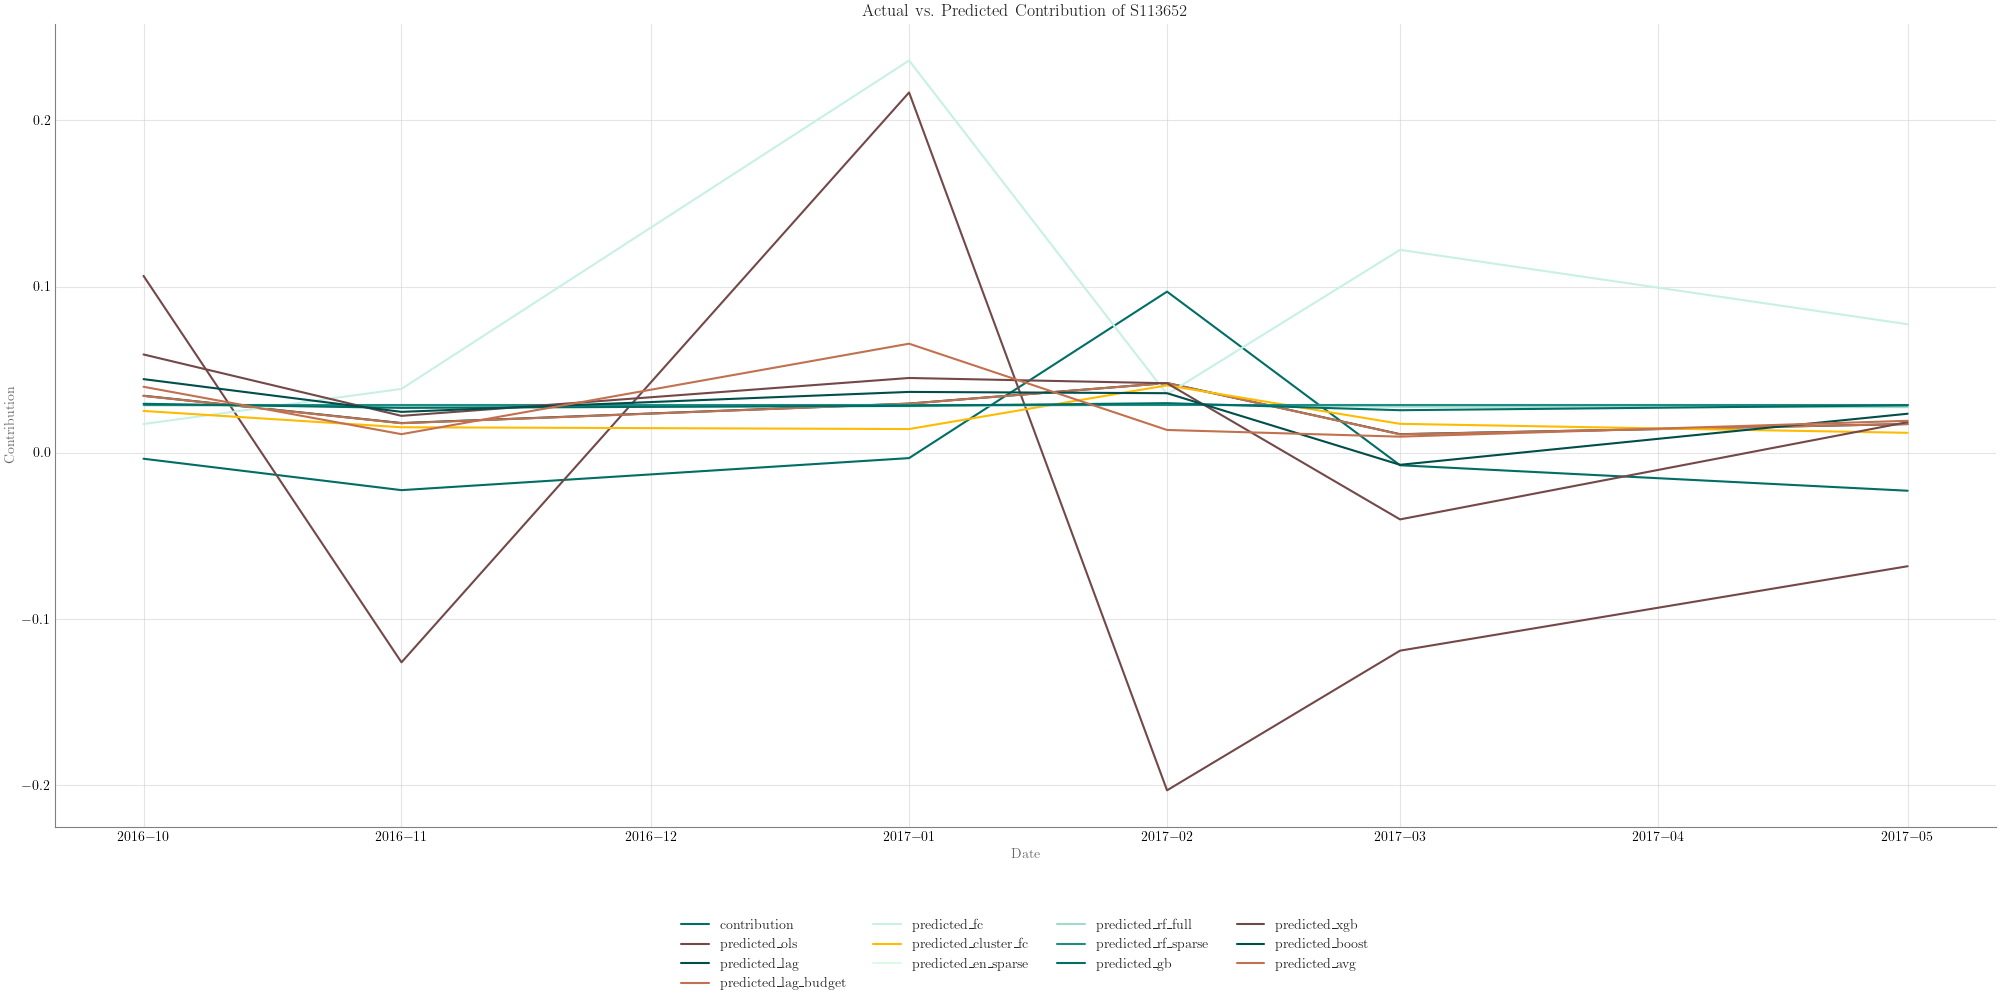 Actual vs. Predicted Contribution of S113652
Contribution
0.2
0.1
0.0
−0.1
−0.2
2016−10 2016−11 2016−12 2017−01 2017−02 2017−03 2017−04 2017−05
Date
contribution predicted_fc predicted_rf_full predicted_xgb
predicted_ols predicted_cluster_fc predicted_rf_sparse predicted_boost
predicted_lag predicted_en_sparse predicted_gb predicted_avg
predicted_lag_budget